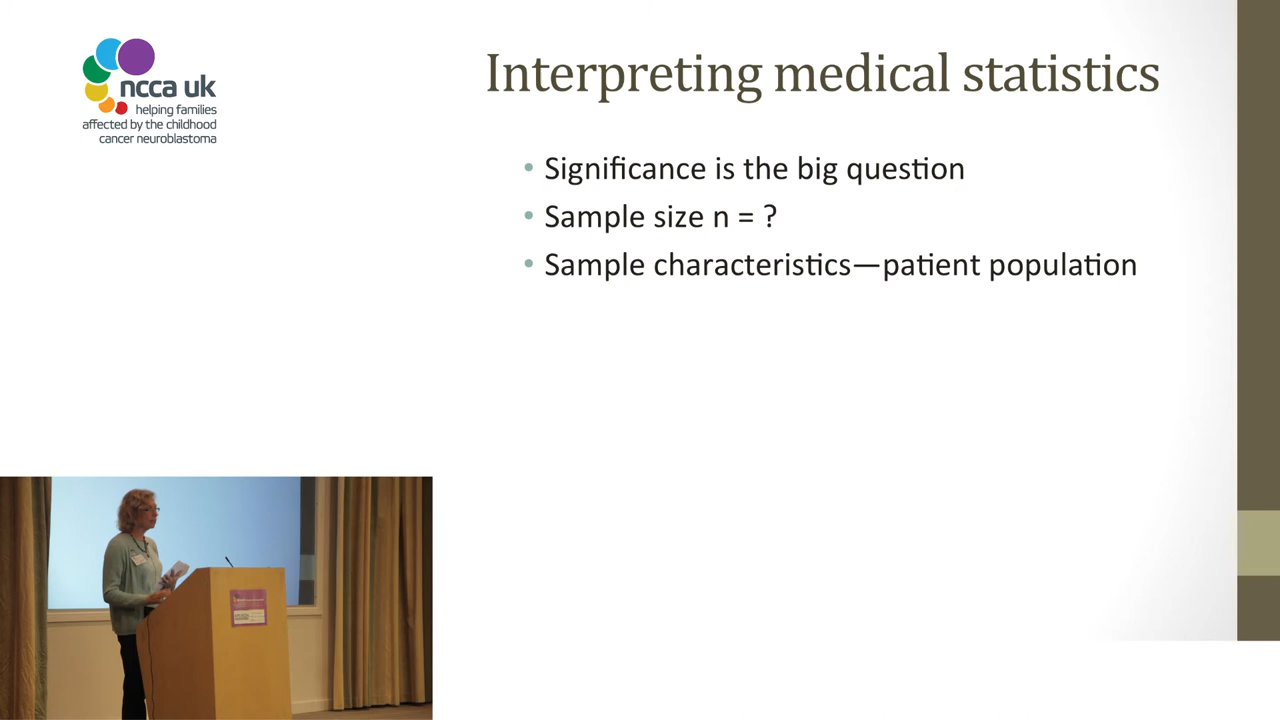 ncca uk
helping families
affected by the childhood
cancer neuroblastoma
Interpreting medical statistics
• Significance is the big question
• Sample size n = ?
• Sample characteristics—patient population